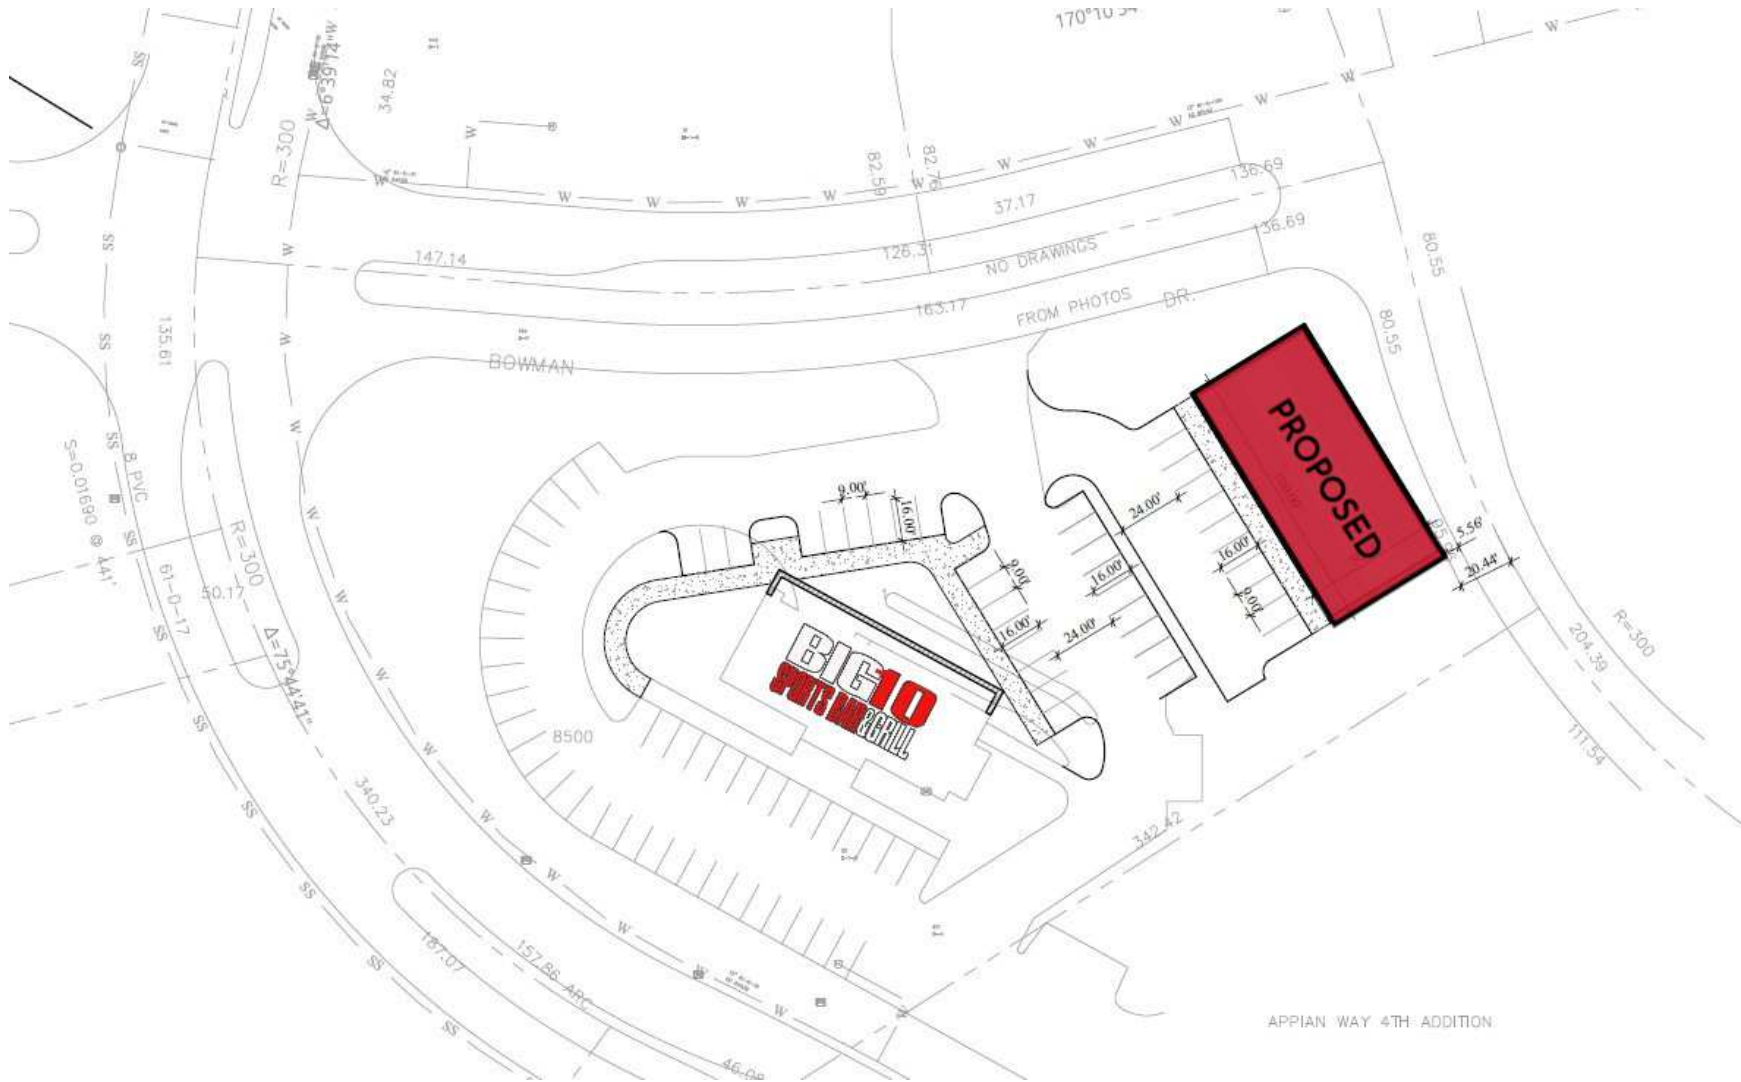 170°10'34"
Δ=6°39'14"
34.82
R=300
82.59
82.76
136.69
37.17
136.69
147.14
126.31
NO DRAWINGS
80.55
163.17
FROM PHOTOS
DR.
80.55
135.61
BOWMAN
PROPOSED
8 PVC
S=0.01690 @ 441'
9.00'
16.00'
24.00'
5.56'
20.44'
16.00'
9.00'
16.00'
9.00'
R=300
61-D-17
50.17
16.00'
24.00'
R=300
204.39
Δ=75°44'41"
BIG10
SPORTS BAR&GRILL
8500
111.54
340.23
342.42
187.07
157.86 ARC
46.08
APPIAN WAY 4TH ADDITION
W
SS